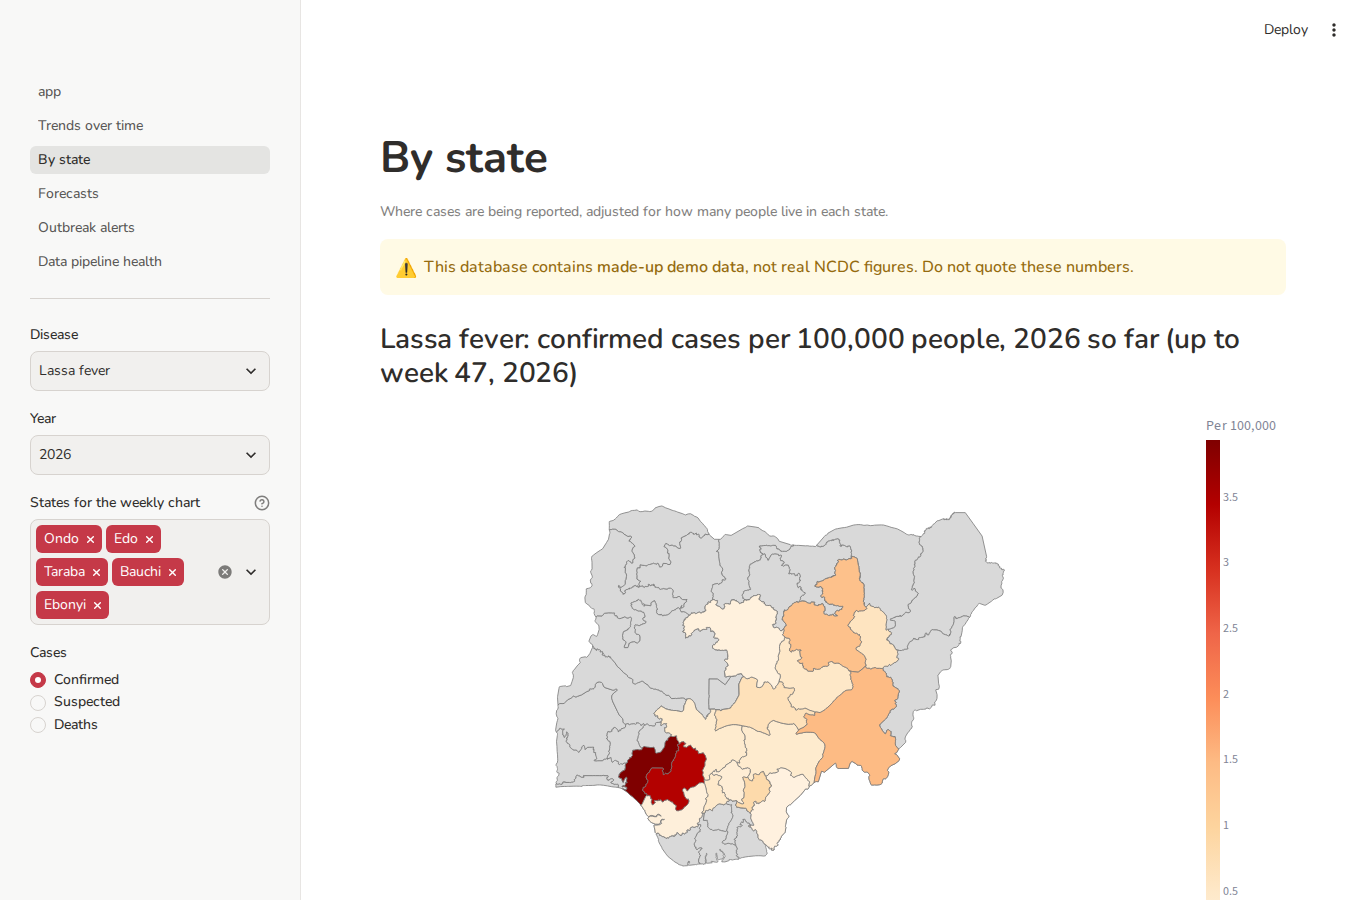 Deploy
app
Trends over time
By state
Forecasts
Outbreak alerts
Data pipeline health
Disease
Lassa fever
Year
2026
States for the weekly chart
Ondo
Edo
Taraba
Bauchi
Ebonyi
Cases
Confirmed
Suspected
Deaths
By state
Where cases are being reported, adjusted for how many people live in each state.
This database contains made-up demo data, not real NCDC figures. Do not quote these numbers.
Lassa fever: confirmed cases per 100,000 people, 2026 so far (up to
week 47, 2026)
Per 100,000
3.5
3
2.5
2
1.5
1
0.5